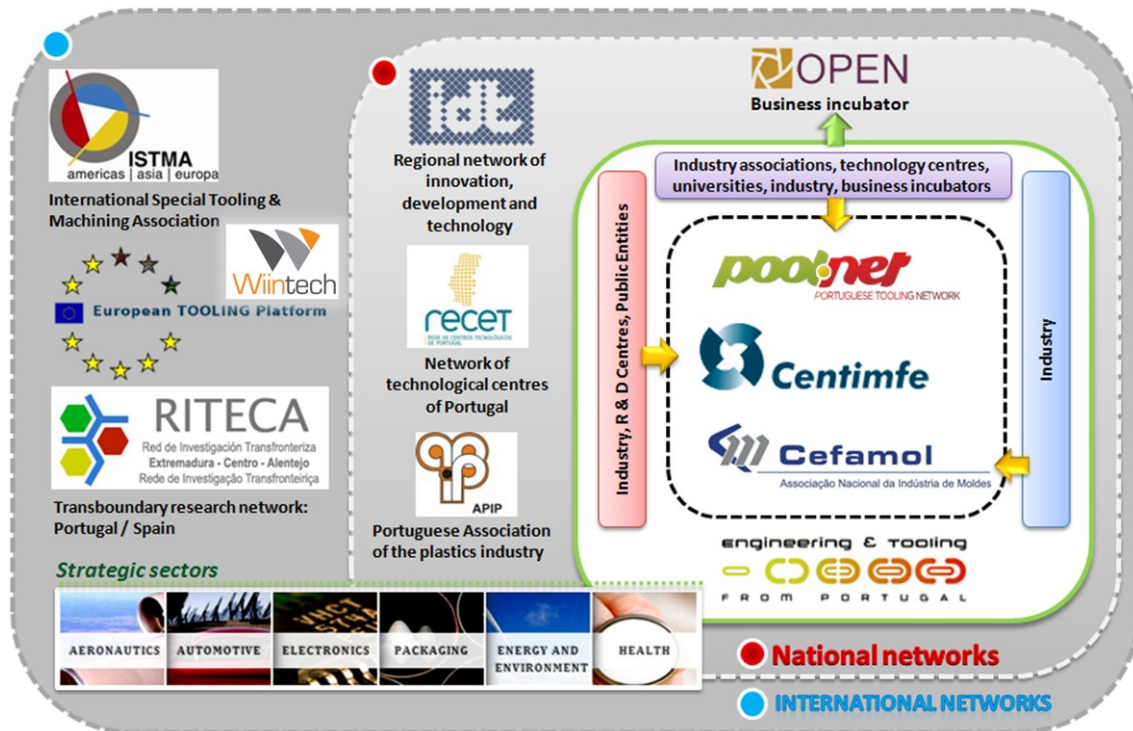 ISTMA
americas | asia | europa
International Special Tooling &
Machining Association
Wiintech
European TOOLING Platform
RITECA
Red de Investigación Transfronteriza
Extremadura - Centro - Alentejo
Rede de Investigação Transfronteiriça
Transboundary research network:
Portugal / Spain
idt
Regional network of
innovation,
development and
technology
recet
REDE DE CENTROS TECNOLÓGICOS
DE PORTUGAL
Network of
technological centres
of Portugal
APIP
Portuguese Association
of the plastics industry
OPEN
Business incubator
Industry associations, technology centres,
universities, industry, business incubators
Industry, R & D Centres, Public Entities
pool.net
PORTUGUESE TOOLING NETWORK
Centimfe
Cefamol
Associação Nacional da Indústria de Moldes
Industry
Engineering & Tooling
FROM PORTUGAL
Strategic sectors
AERONAUTICS
AUTOMOTIVE
ELECTRONICS
PACKAGING
ENERGY AND
ENVIRONMENT
HEALTH
National networks
INTERNATIONAL NETWORKS